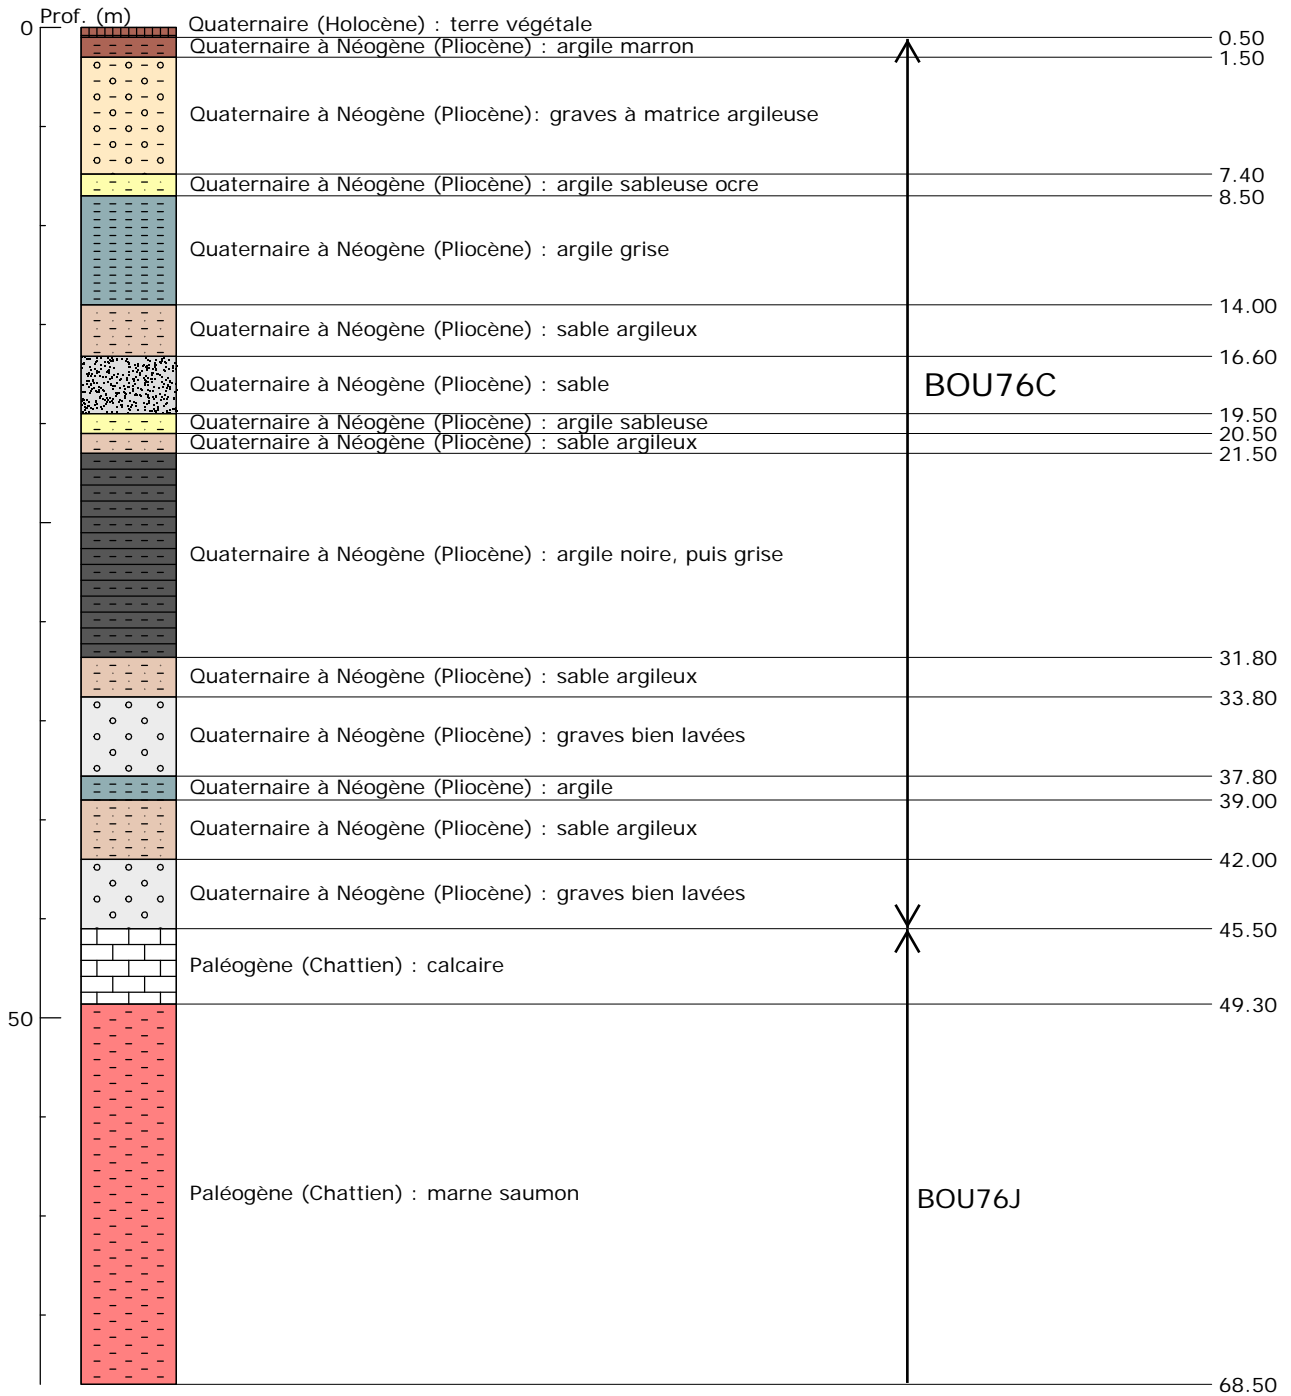 Prof. (m)
0
Quaternaire (Holocène) : terre végétale
0.50
Quaternaire à Néogène (Pliocène) : argile marron
1.50
Quaternaire à Néogène (Pliocène): graves à matrice argileuse
7.40
Quaternaire à Néogène (Pliocène) : argile sableuse ocre
8.50
Quaternaire à Néogène (Pliocène) : argile grise
14.00
Quaternaire à Néogène (Pliocène) : sable argileux
16.60
Quaternaire à Néogène (Pliocène) : sable
BOU76C
19.50
Quaternaire à Néogène (Pliocène) : argile sableuse
20.50
Quaternaire à Néogène (Pliocène) : sable argileux
21.50
Quaternaire à Néogène (Pliocène) : argile noire, puis grise
31.80
Quaternaire à Néogène (Pliocène) : sable argileux
33.80
Quaternaire à Néogène (Pliocène) : graves bien lavées
37.80
Quaternaire à Néogène (Pliocène) : argile
39.00
Quaternaire à Néogène (Pliocène) : sable argileux
42.00
Quaternaire à Néogène (Pliocène) : graves bien lavées
45.50
Paléogène (Chattien) : calcaire
49.30
50
Paléogène (Chattien) : marne saumon
BOU76J
68.50